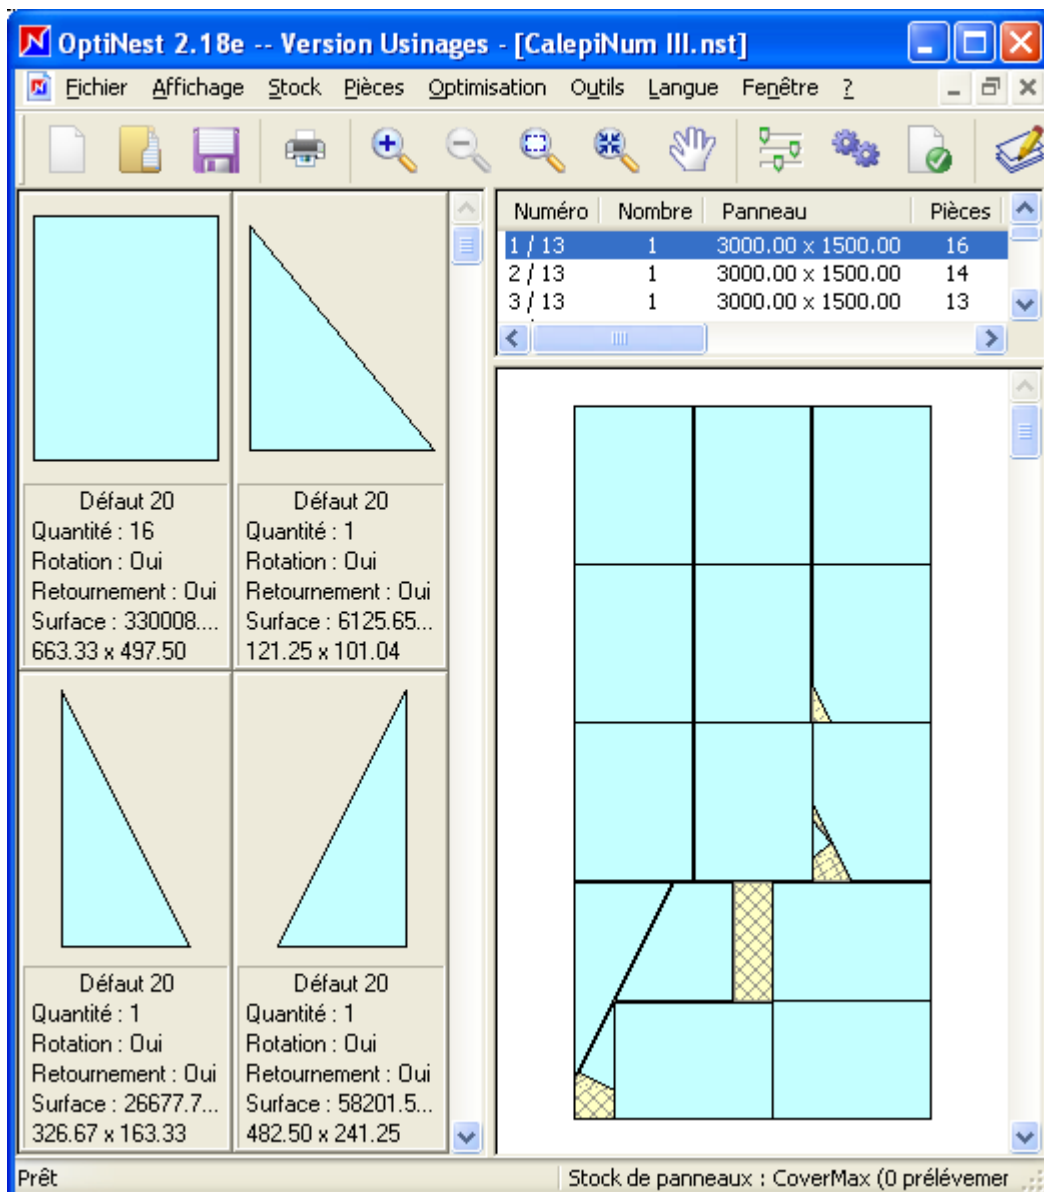 OptiNest 2.18e -- Version Usinages - [CalepiNum III.nst]
Fichier Affichage Stock Pièces Optimisation Outils Langue Fenêtre ?
Défaut 20
Quantité : 16
Rotation : Oui
Retournement : Oui
Surface : 330008....
663.33 x 497.50
Défaut 20
Quantité : 1
Rotation : Oui
Retournement : Oui
Surface : 6125.65...
121.25 x 101.04
Défaut 20
Quantité : 1
Rotation : Oui
Retournement : Oui
Surface : 26677.7...
326.67 x 163.33
Défaut 20
Quantité : 1
Rotation : Oui
Retournement : Oui
Surface : 58201.5...
482.50 x 241.25
Numéro Nombre Panneau Pièces
1 / 13 1 3000.00 x 1500.00 16
2 / 13 1 3000.00 x 1500.00 14
3 / 13 1 3000.00 x 1500.00 13
Prêt
Stock de panneaux : CoverMax (0 prélévemer